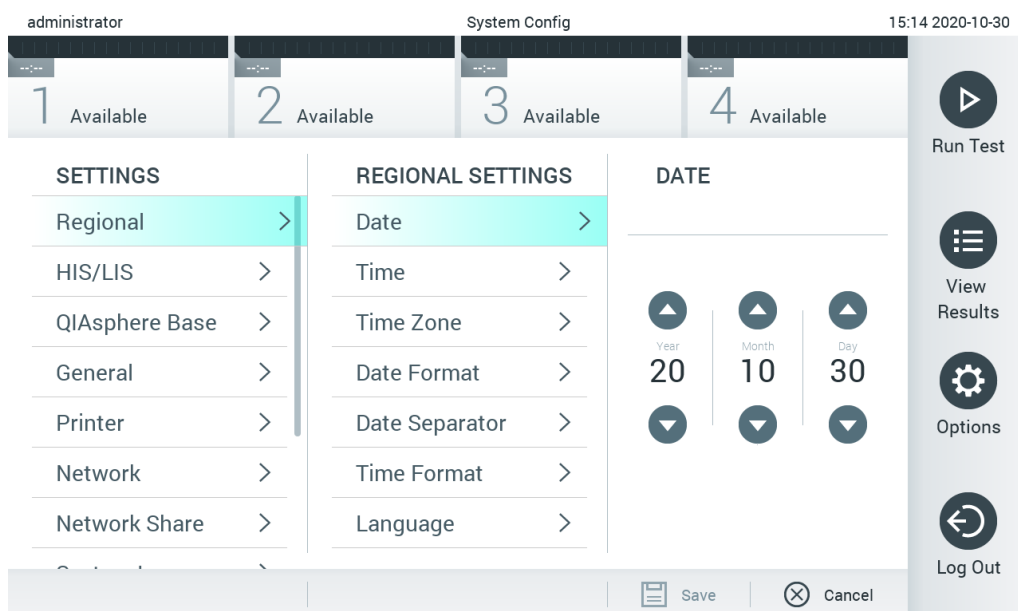 administrator
System Config
15:14 2020-10-30
--:--
--:--
--:--
--:--
1 Available
2 Available
3 Available
4 Available
Run Test
SETTINGS
Regional
HIS/LIS
QIAsphere Base
General
Printer
Network
Network Share
REGIONAL SETTINGS
Date
Time
Time Zone
Date Format
Date Separator
Time Format
Language
DATE
Year
Month
Day
20
10
30
View
Results
Options
Log Out
Save
Cancel